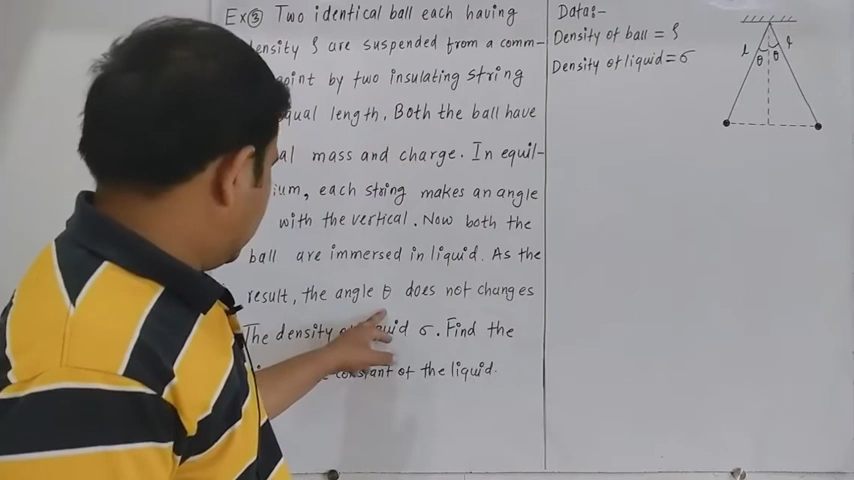 Ex③ Two identical ball each having
density ρ are suspended from a comm-
point by two insulating string
equal length. Both the ball have
mass and charge. In equil-
ium, each string makes an angle
with the vertical. Now both the
ball are immersed in liquid. As the
result, the angle θ does not changes
The density of liquid σ. Find the
constant of the liquid.
Data:-
Density of ball = ρ
Density of liquid = σ
l θ θ l